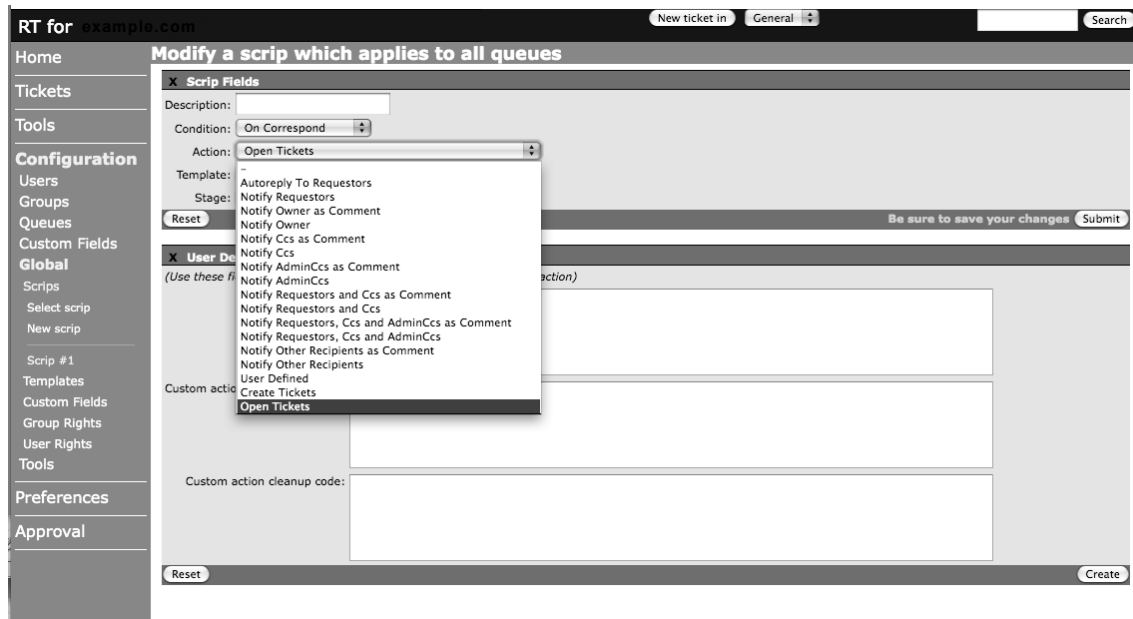 RT for example.com
New ticket in
General
Search
Home
Tickets
Tools
Configuration
Users
Groups
Queues
Custom Fields
Global
Scrips
Select scrip
New scrip
Scrip #1
Templates
Custom Fields
Group Rights
User Rights
Tools
Preferences
Approval
Modify a scrip which applies to all queues
X Scrip Fields
Description:
Condition: On Correspond
Action: Open Tickets
Template:
Stage:
–
Autoreply To Requestors
Notify Requestors
Notify Owner as Comment
Notify Owner
Notify Ccs as Comment
Notify Ccs
Notify AdminCcs as Comment
Notify AdminCcs
Notify Requestors and Ccs as Comment
Notify Requestors and Ccs
Notify Requestors, Ccs and AdminCcs as Comment
Notify Requestors, Ccs and AdminCcs
Notify Other Recipients as Comment
Notify Other Recipients
User Defined
Create Tickets
Open Tickets
Reset
Be sure to save your changes Submit
X User De
(Use these fi
action)
Custom actio
Custom action cleanup code:
Reset
Create